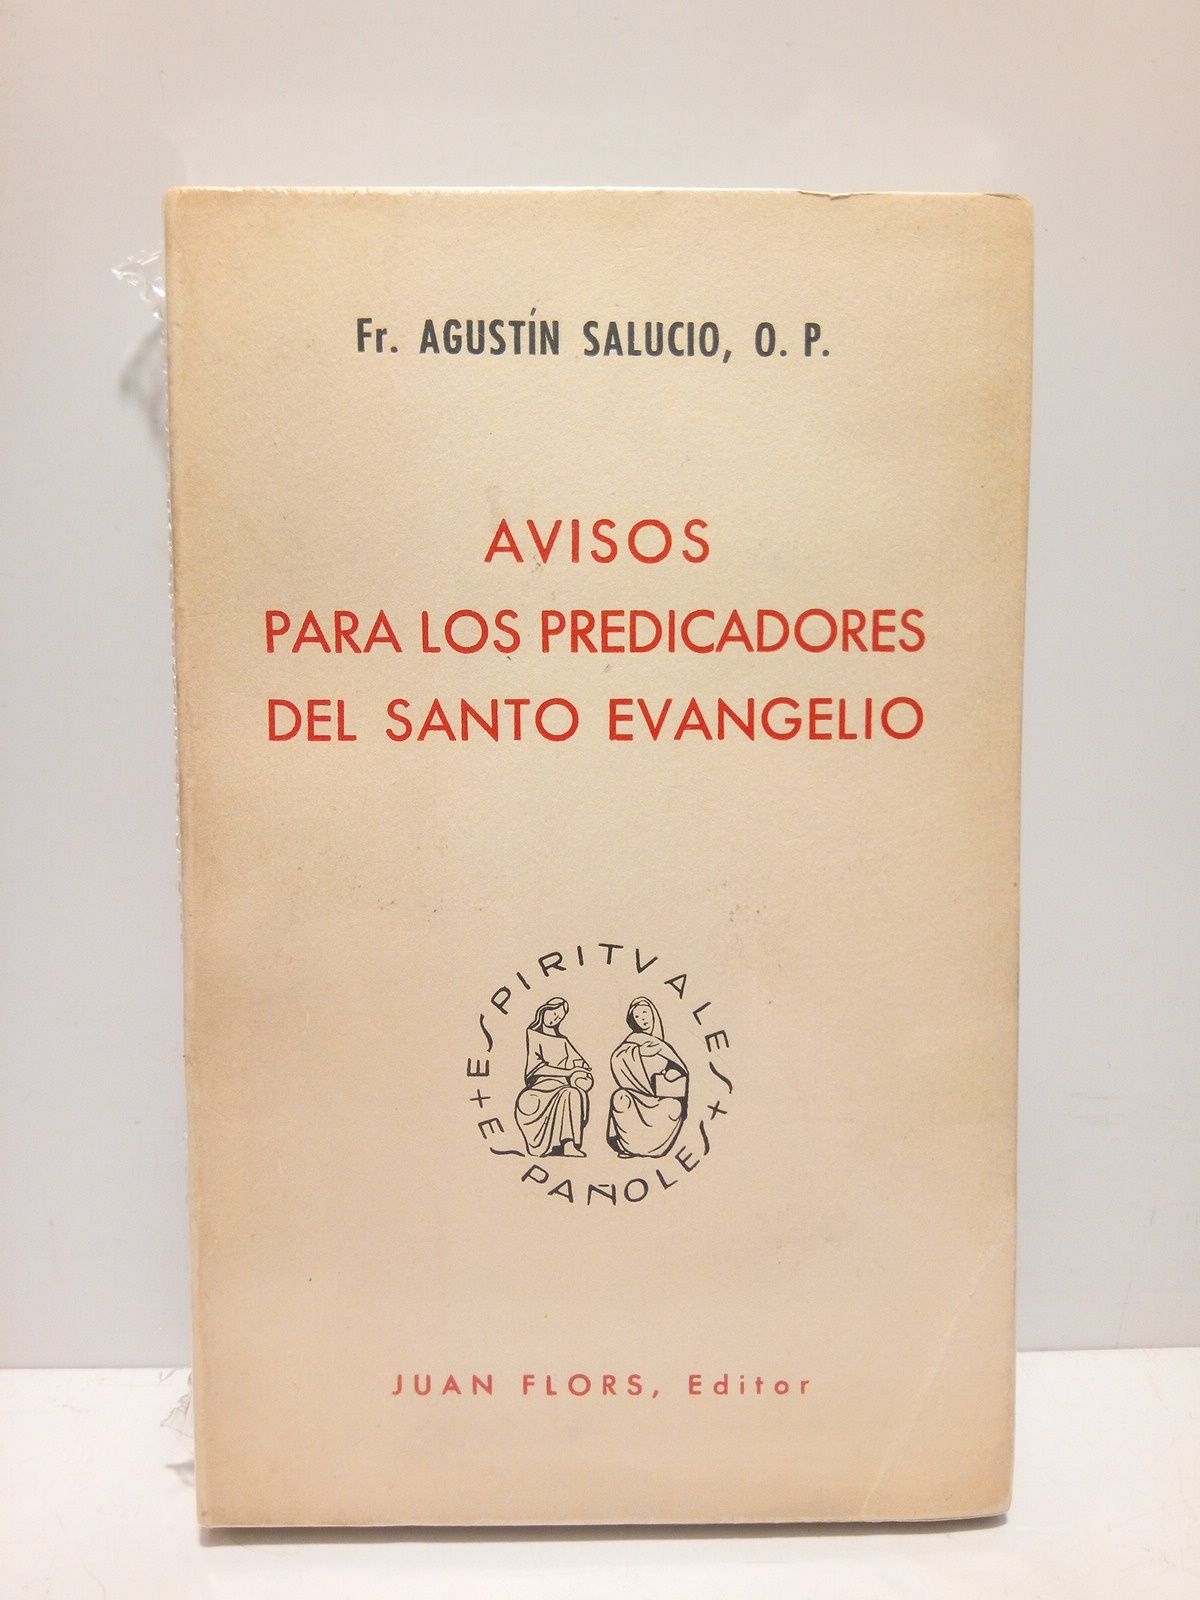 Fr. AGUSTÍN SALUCIO, O. P.
AVISOS
PARA LOS PREDICADORES
DEL SANTO EVANGELIO
ESPIRITVALES + ESPAÑOLES +
JUAN FLORS, Editor